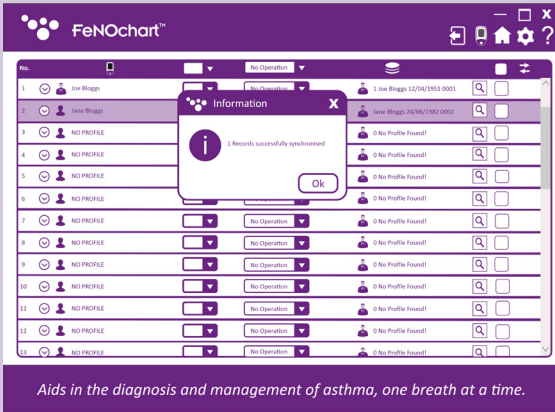 FeNOchart™
No.
No Operation
1 Joe Bloggs 1 Joe Bloggs 12/04/1951 0001
2 Jane Bloggs Jane Bloggs 24/06/1982 0002
Information X
1 Records successfully synchronised
Ok
3 NO PROFILE 0 No Profile Found!
4 NO PROFILE 0 No Profile Found!
5 NO PROFILE 0 No Profile Found!
6 NO PROFILE No Operation 0 No Profile Found!
7 NO PROFILE No Operation 0 No Profile Found!
8 NO PROFILE No Operation 0 No Profile Found!
9 NO PROFILE No Operation 0 No Profile Found!
10 NO PROFILE No Operation 0 No Profile Found!
11 NO PROFILE No Operation 0 No Profile Found!
12 NO PROFILE No Operation 0 No Profile Found!
13 NO PROFILE No Operation 0 No Profile Found!
Aids in the diagnosis and management of asthma, one breath at a time.